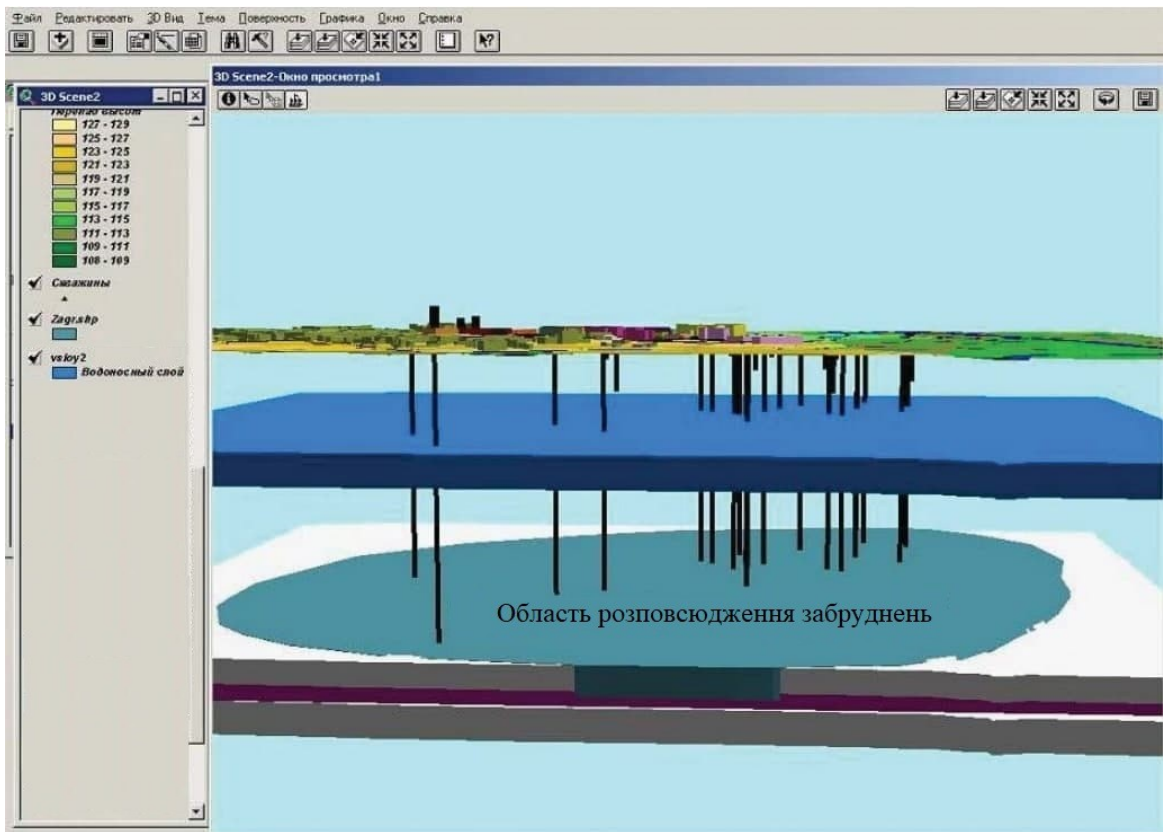 Файл Редактировать 3D Вид Тема Поверхность Графика Окно Справка
3D Scene2-Окно просмотра1
3D Scene2
Перепад высот
127 - 129
125 - 127
123 - 125
121 - 123
119 - 121
117 - 119
115 - 117
113 - 115
111 - 113
109 - 111
108 - 109
Скважины
Zagr.shp
vsloy2
Водоносный слой
Область розповсюдження забруднень